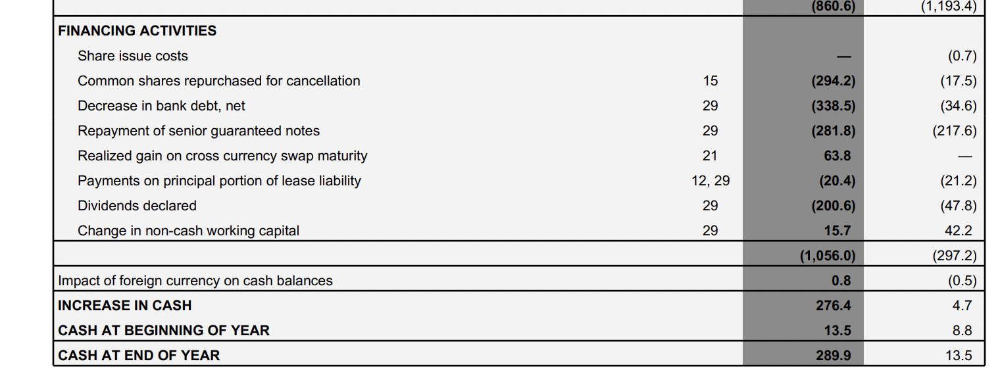 (860.6) (1,193.4)
FINANCING ACTIVITIES
Share issue costs — (0.7)
Common shares repurchased for cancellation 15 (294.2) (17.5)
Decrease in bank debt, net 29 (338.5) (34.6)
Repayment of senior guaranteed notes 29 (281.8) (217.6)
Realized gain on cross currency swap maturity 21 63.8 —
Payments on principal portion of lease liability 12, 29 (20.4) (21.2)
Dividends declared 29 (200.6) (47.8)
Change in non-cash working capital 29 15.7 42.2
(1,056.0) (297.2)
Impact of foreign currency on cash balances 0.8 (0.5)
INCREASE IN CASH 276.4 4.7
CASH AT BEGINNING OF YEAR 13.5 8.8
CASH AT END OF YEAR 289.9 13.5